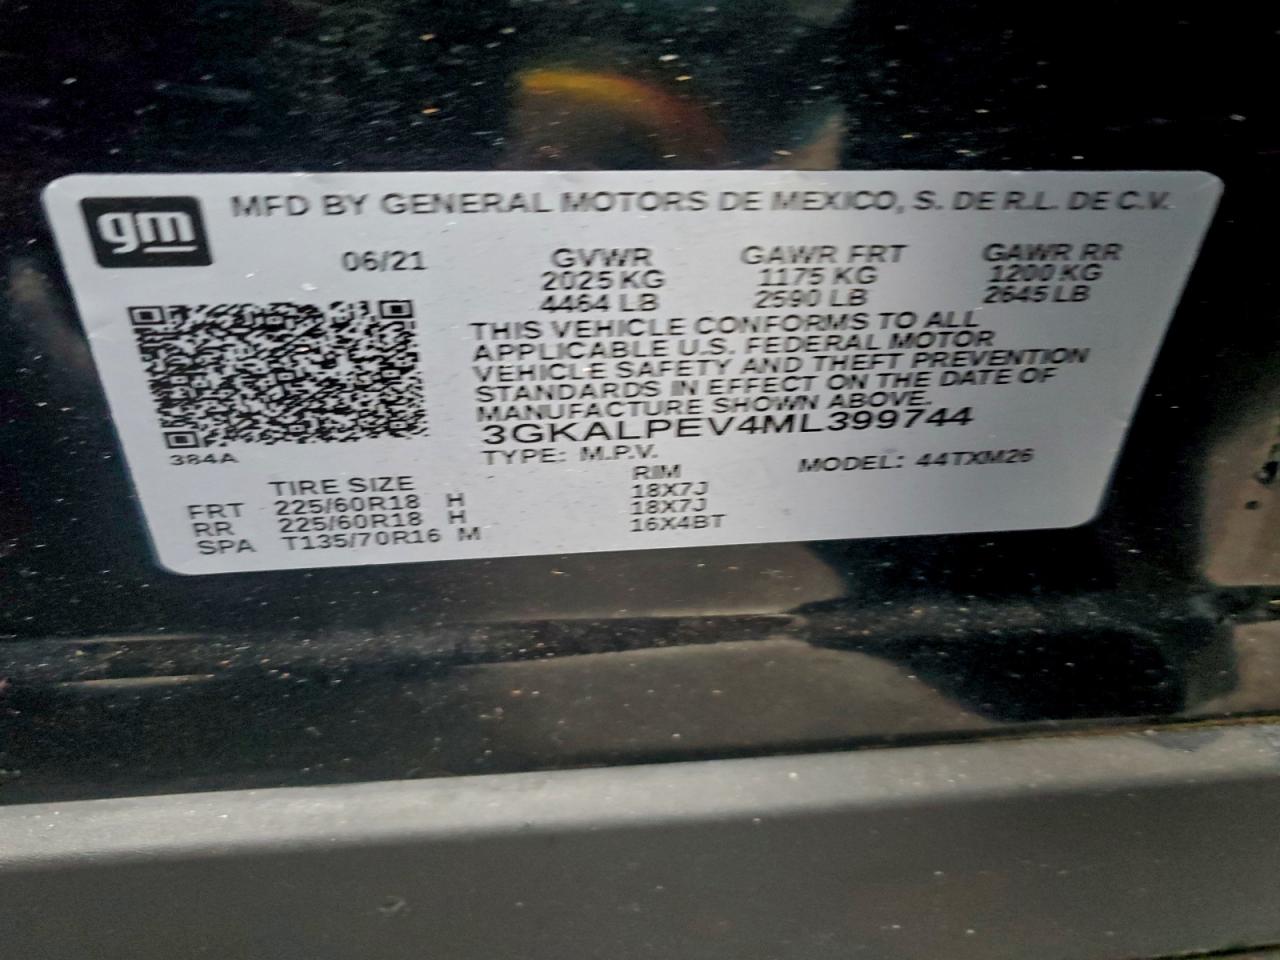 gm MFD BY GENERAL MOTORS DE MEXICO, S. DE R.L. DE C.V.
06/21 GVWR GAWR FRT GAWR RR
2025 KG 1175 KG 1200 KG
4464 LB 2590 LB 2645 LB
THIS VEHICLE CONFORMS TO ALL
APPLICABLE U.S. FEDERAL MOTOR
VEHICLE SAFETY AND THEFT PREVENTION
STANDARDS IN EFFECT ON THE DATE OF
MANUFACTURE SHOWN ABOVE.
3GKALPEV4ML399744
384A
TYPE: M.P.V. MODEL: 44TXM26
TIRE SIZE RIM
FRT 225/60R18 H 18X7J
RR 225/60R18 H 18X7J
SPA T135/70R16 M 16X4BT